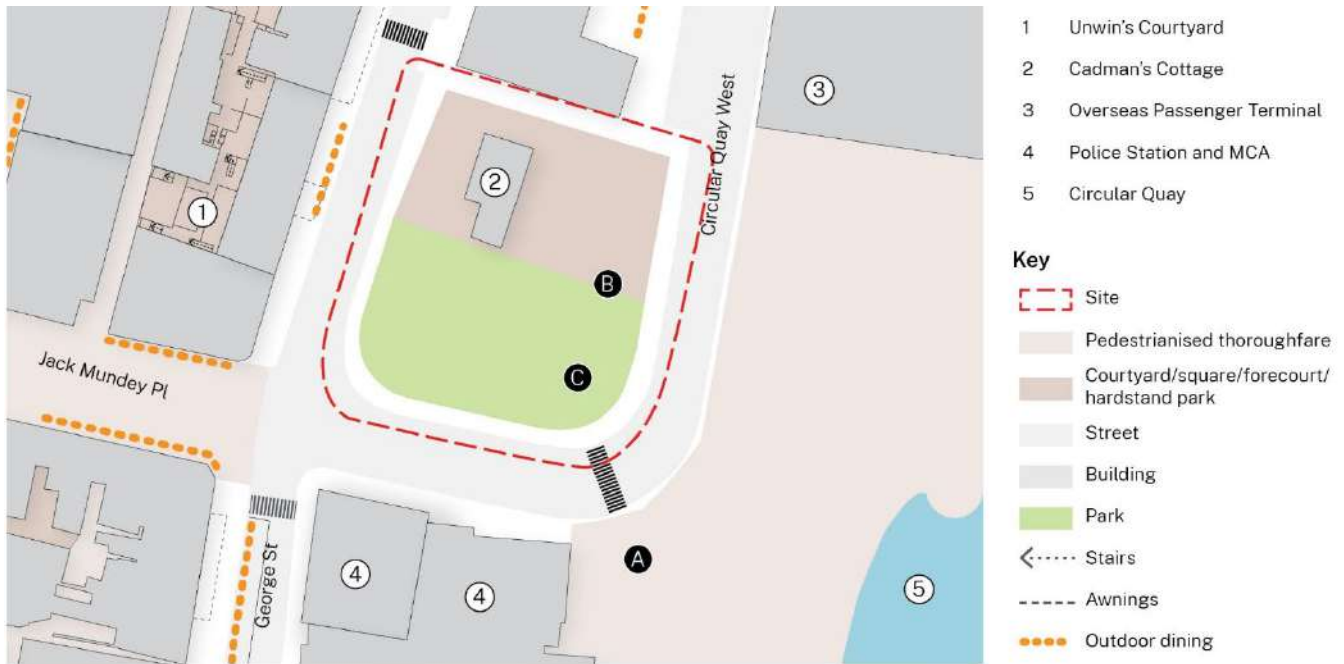 1 Unwin's Courtyard
2 Cadman's Cottage
3 Overseas Passenger Terminal
4 Police Station and MCA
5 Circular Quay
Key
Site
Pedestrianised thoroughfare
Courtyard/square/forecourt/
hardstand park
Street
Building
Park
Stairs
Awnings
Outdoor dining
3
Circular Quay West
2
1
B
Jack Mundey Pl
C
A
George St
4
4
5